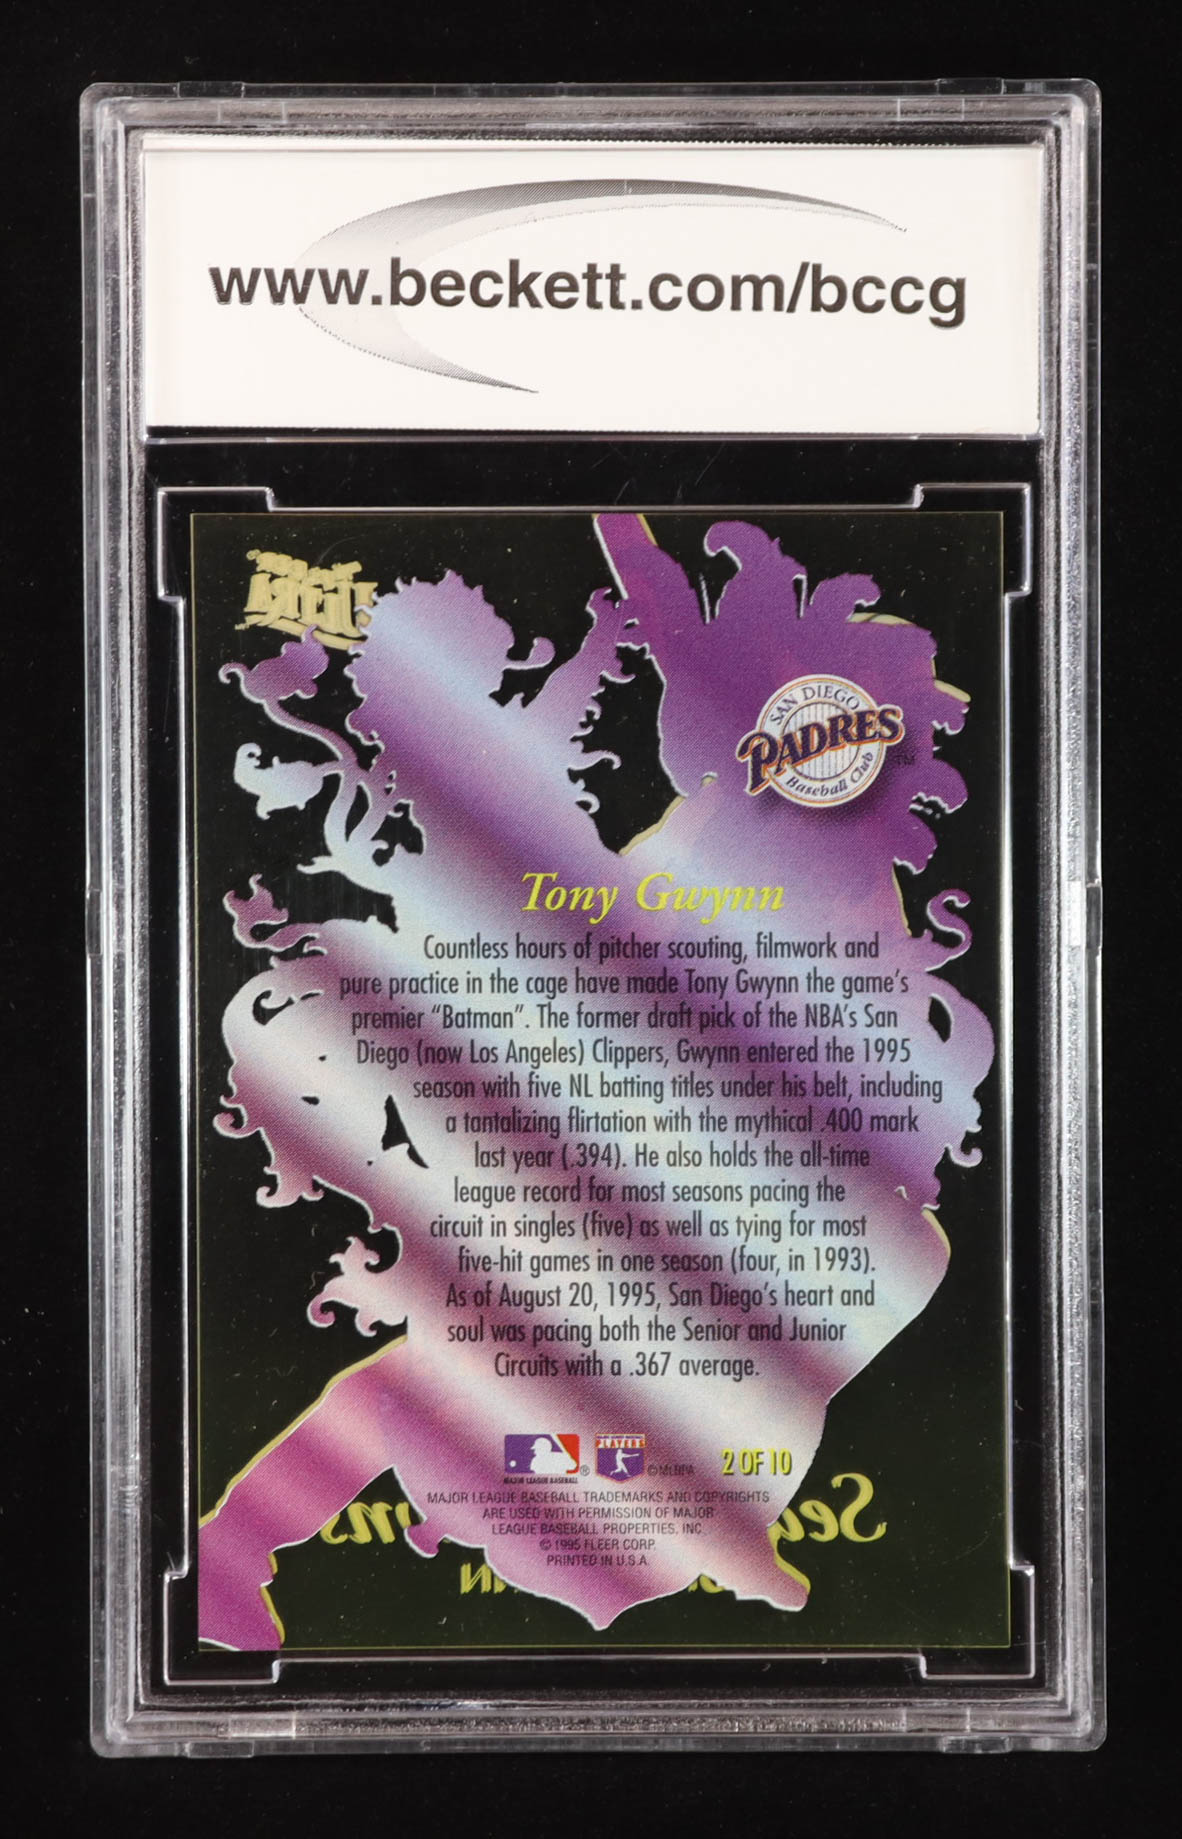 www.beckett.com/bccg
SAN DIEGO
PADRES
TM
Baseball Club
Tony Gwynn
Countless hours of pitcher scouting, filmwork and
pure practice in the cage have made Tony Gwynn the game's
premier "Batman". The former draft pick of the NBA's San
Diego (now Los Angeles) Clippers, Gwynn entered the 1995
season with five NL batting titles under his belt, including
a tantalizing flirtation with the mythical .400 mark
last year (.394). He also holds the all-time
league record for most seasons pacing the
circuit in singles (five) as well as tying for most
five-hit games in one season (four, in 1993).
As of August 20, 1995, San Diego's heart and
soul was pacing both the Senior and Junior
Circuits with a .367 average.
MAJOR LEAGUE BASEBALL
®
PLAYERS
© MLBPA
2 OF 10
MAJOR LEAGUE BASEBALL TRADEMARKS AND COPYRIGHTS
ARE USED WITH PERMISSION OF MAJOR
LEAGUE BASEBALL PROPERTIES, INC.
© 1995 FLEER CORP.
PRINTED IN U.S.A.